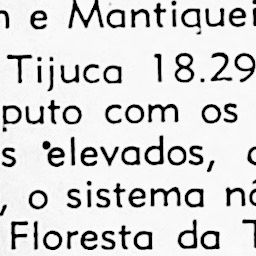 e Mantiquei
Tijuca 18.29
puto com os
s elevados,
, o sistema nã
Floresta da T